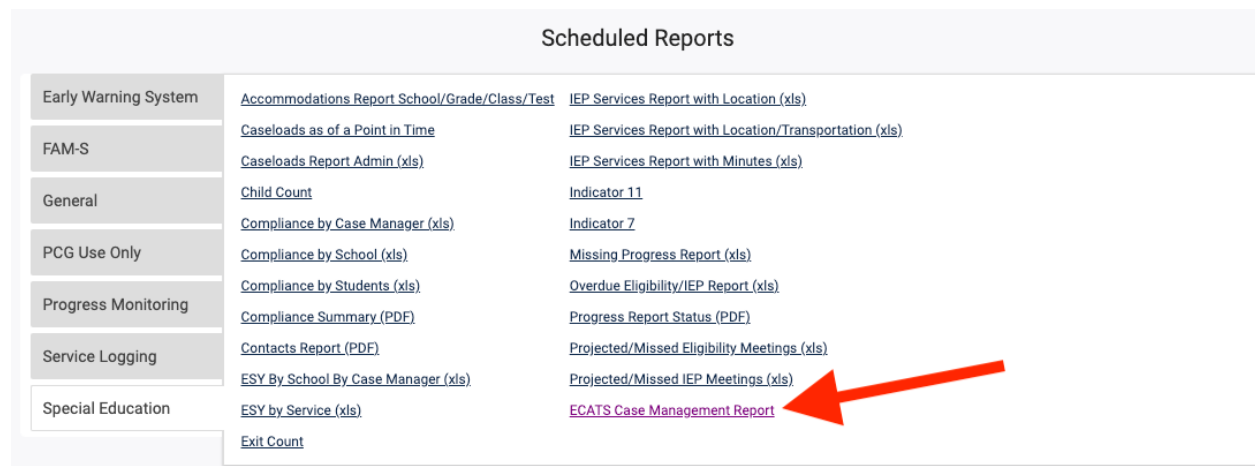 Scheduled Reports
Early Warning System
FAM-S
General
PCG Use Only
Progress Monitoring
Service Logging
Special Education
Accommodations Report School/Grade/Class/Test
Caseloads as of a Point in Time
Caseloads Report Admin (xls)
Child Count
Compliance by Case Manager (xls)
Compliance by School (xls)
Compliance by Students (xls)
Compliance Summary (PDF)
Contacts Report (PDF)
ESY By School By Case Manager (xls)
ESY by Service (xls)
Exit Count
IEP Services Report with Location (xls)
IEP Services Report with Location/Transportation (xls)
IEP Services Report with Minutes (xls)
Indicator 11
Indicator 7
Missing Progress Report (xls)
Overdue Eligibility/IEP Report (xls)
Progress Report Status (PDF)
Projected/Missed Eligibility Meetings (xls)
Projected/Missed IEP Meetings (xls)
ECATS Case Management Report